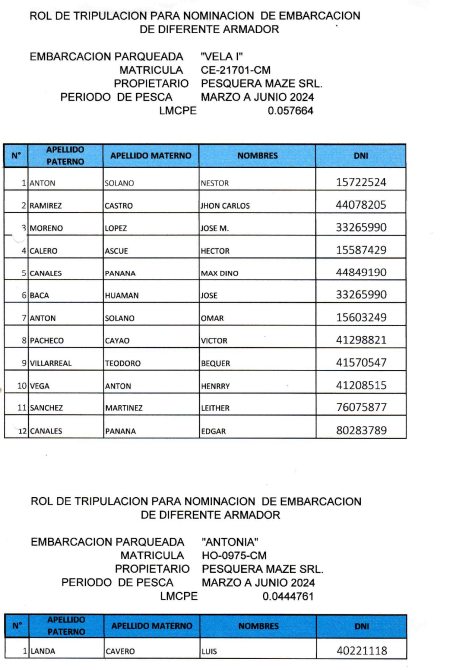 ROL DE TRIPULACION PARA NOMINACION DE EMBARCACION
DE DIFERENTE ARMADOR
EMBARCACION PARQUEADA "VELA I"
MATRICULA CE-21701-CM
PROPIETARIO PESQUERA MAZE SRL.
PERIODO DE PESCA MARZO A JUNIO 2024
LMCPE 0.057664
N° APELLIDO PATERNO APELLIDO MATERNO NOMBRES DNI
1 ANTON SOLANO NESTOR 15722524
2 RAMIREZ CASTRO JHON CARLOS 44078205
3 MORENO LOPEZ JOSE M. 33265990
4 CALERO ASCUE HECTOR 15587429
5 CANALES PANANA MAX DINO 44849190
6 BACA HUAMAN JOSE 33265990
7 ANTON SOLANO OMAR 15603249
8 PACHECO CAYAO VICTOR 41298821
9 VILLARREAL TEODORO BEQUER 41570547
10 VEGA ANTON HENRRY 41208515
11 SANCHEZ MARTINEZ LEITHER 76075877
12 CANALES PANANA EDGAR 80283789
ROL DE TRIPULACION PARA NOMINACION DE EMBARCACION
DE DIFERENTE ARMADOR
EMBARCACION PARQUEADA "ANTONIA"
MATRICULA HO-0975-CM
PROPIETARIO PESQUERA MAZE SRL.
PERIODO DE PESCA MARZO A JUNIO 2024
LMCPE 0.0444761
N° APELLIDO PATERNO APELLIDO MATERNO NOMBRES DNI
1 LANDA CAVERO LUIS 40221118